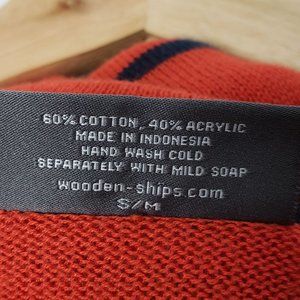 60% COTTON, 40% ACRYLIC
MADE IN INDONESIA
HAND WASH COLD
SEPARATELY WITH MILD SOAP
wooden-ships.com
S/M